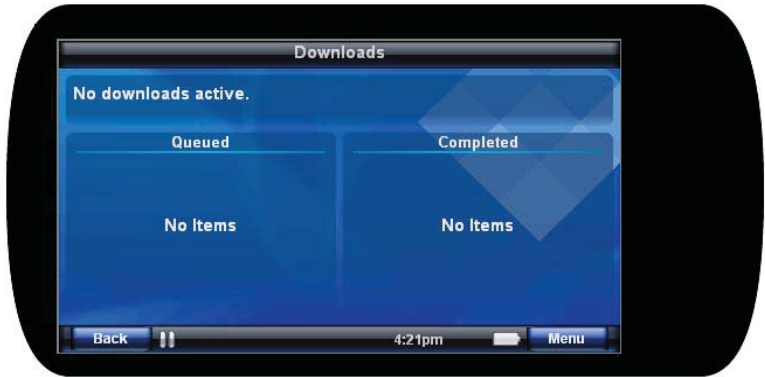 Downloads
No downloads active.
Queued
Completed
No Items
No Items
Back
4:21pm
Menu